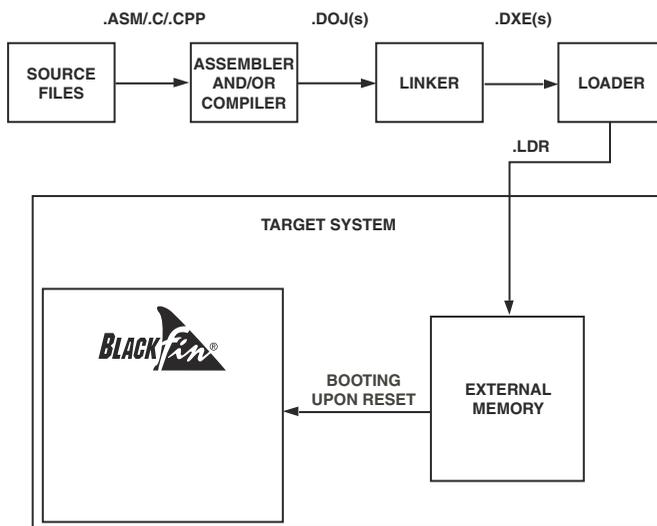 .ASM/.C/.CPP
.DOJ(s)
.DXE(s)
SOURCE
FILES
ASSEMBLER
AND/OR
COMPILER
LINKER
LOADER
.LDR
TARGET SYSTEM
BLACKfin®
BOOTING
UPON RESET
EXTERNAL
MEMORY